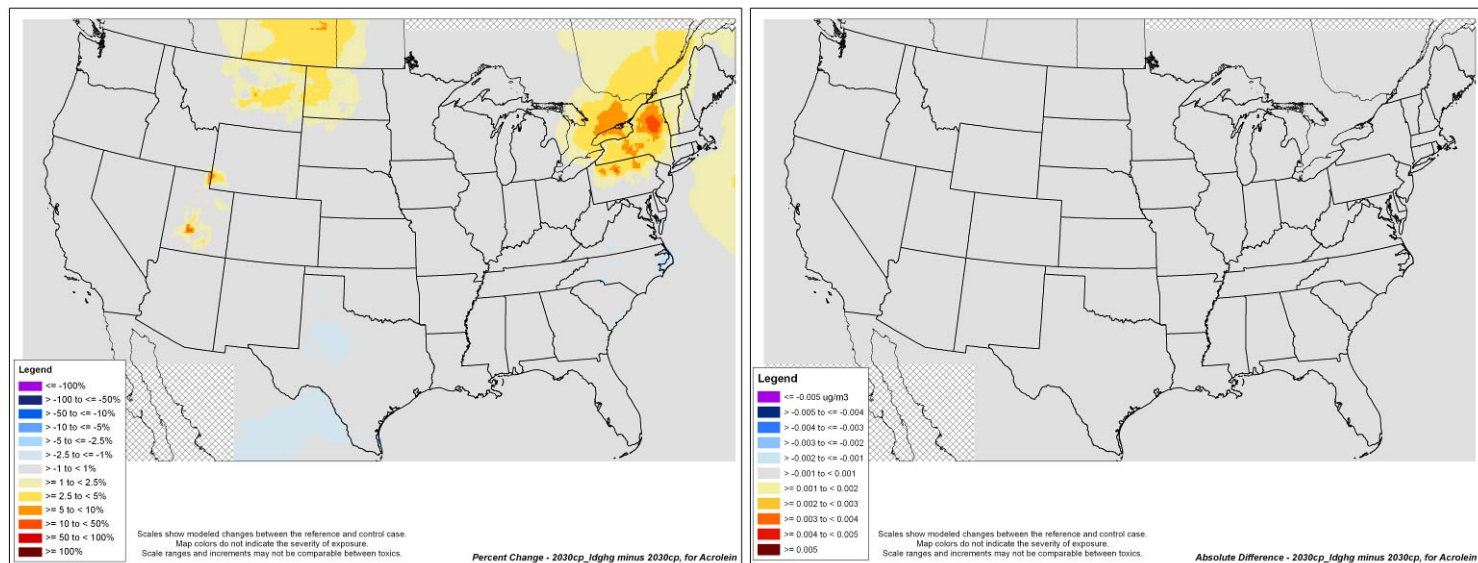 Legend
<= -100%
> -100 to <= -50%
> -50 to <= -10%
> -10 to <= -5%
> -5 to <= -2.5%
> -2.5 to <= -1%
> -1 to < 1%
>= 1 to < 2.5%
>= 2.5 to < 5%
>= 5 to < 10%
>= 10 to < 50%
>= 50 to < 100%
>= 100%
Scales show modeled changes between the reference and control case.
Map colors do not indicate the severity of exposure.
Scale ranges and increments may not be comparable between toxics.
Percent Change - 2030cp_ldghg minus 2030cp, for Acrolein
Legend
<= -0.005 ug/m3
> -0.005 to <= -0.004
> -0.004 to <= -0.003
> -0.003 to <= -0.002
> -0.002 to <= -0.001
> -0.001 to < 0.001
>= 0.001 to < 0.002
>= 0.002 to < 0.003
>= 0.003 to < 0.004
>= 0.004 to < 0.005
>= 0.005
Scales show modeled changes between the reference and control case.
Map colors do not indicate the severity of exposure.
Scale ranges and increments may not be comparable between toxics.
Absolute Difference - 2030cp_ldghg minus 2030cp, for Acrolein